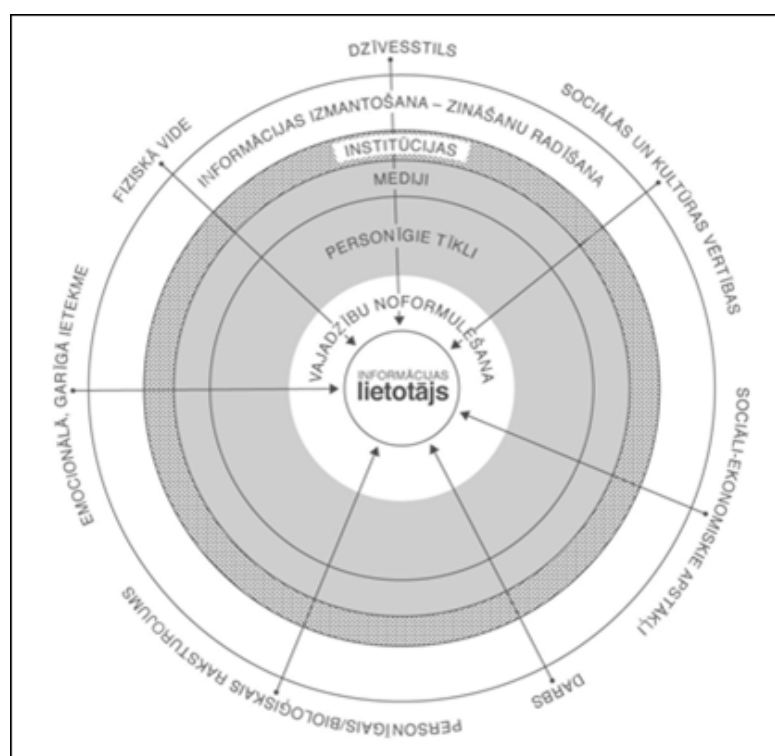 DZĪVESSTILS
INFORMĀCIJAS IZMANTOŠANA – ZINĀŠANU RADĪŠANA
INSTITŪCIJAS
MEDIJI
PERSONĪGIE TĪKLI
VAJADZĪBU NOFORMULĒŠANA
INFORMĀCIJAS
lietotājs
SOCIĀLĀS UN KULTŪRAS VĒRTĪBAS
SOCIĀLI-EKONOMISKIE APSTĀKĻI
DARBS
PERSONĪGAIS/BIOLOĢISKAIS RAKSTUROJUMS
EMOCIONĀLĀ, GARĪGĀ IETEKME
FIZISKĀ VIDE